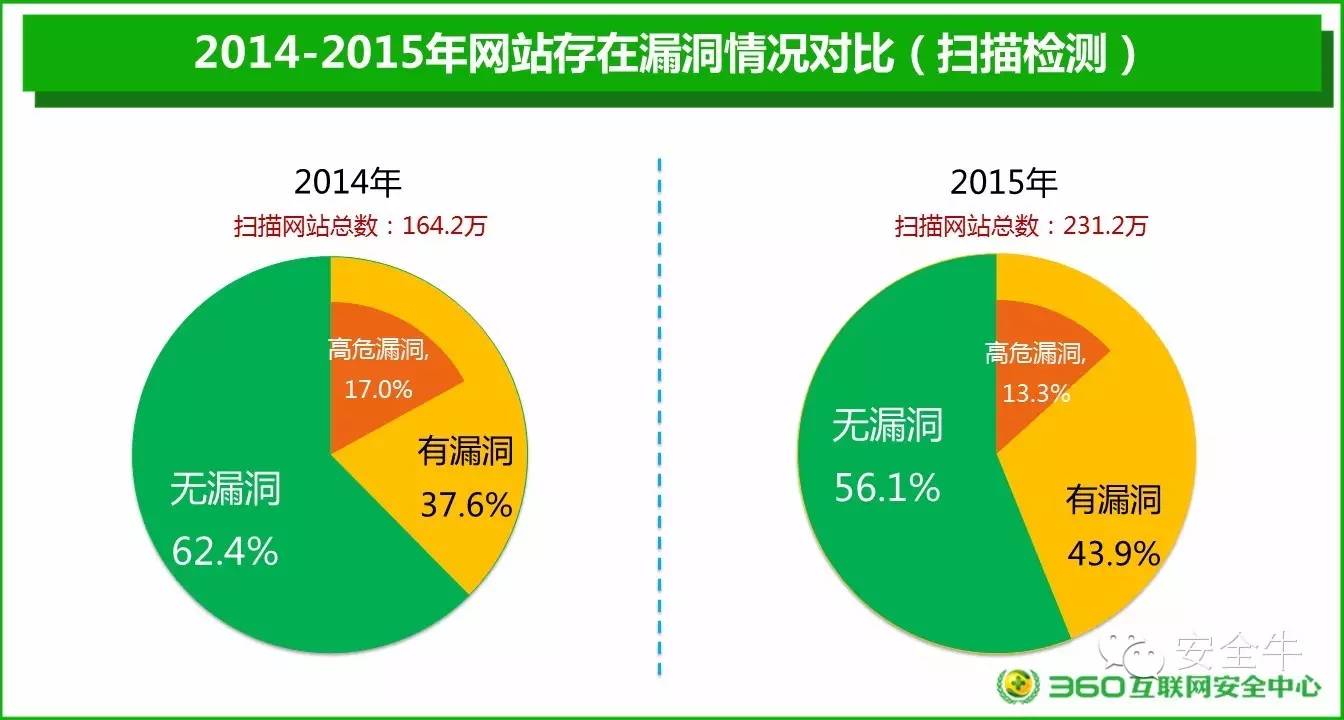 2014-2015年网站存在漏洞情况对比（扫描检测）
2014年
扫描网站总数：164.2万
高危漏洞,
17.0%
有漏洞
37.6%
无漏洞
62.4%
2015年
扫描网站总数：231.2万
高危漏洞,
13.3%
无漏洞
56.1%
有漏洞
43.9%
安全牛
360互联网安全中心